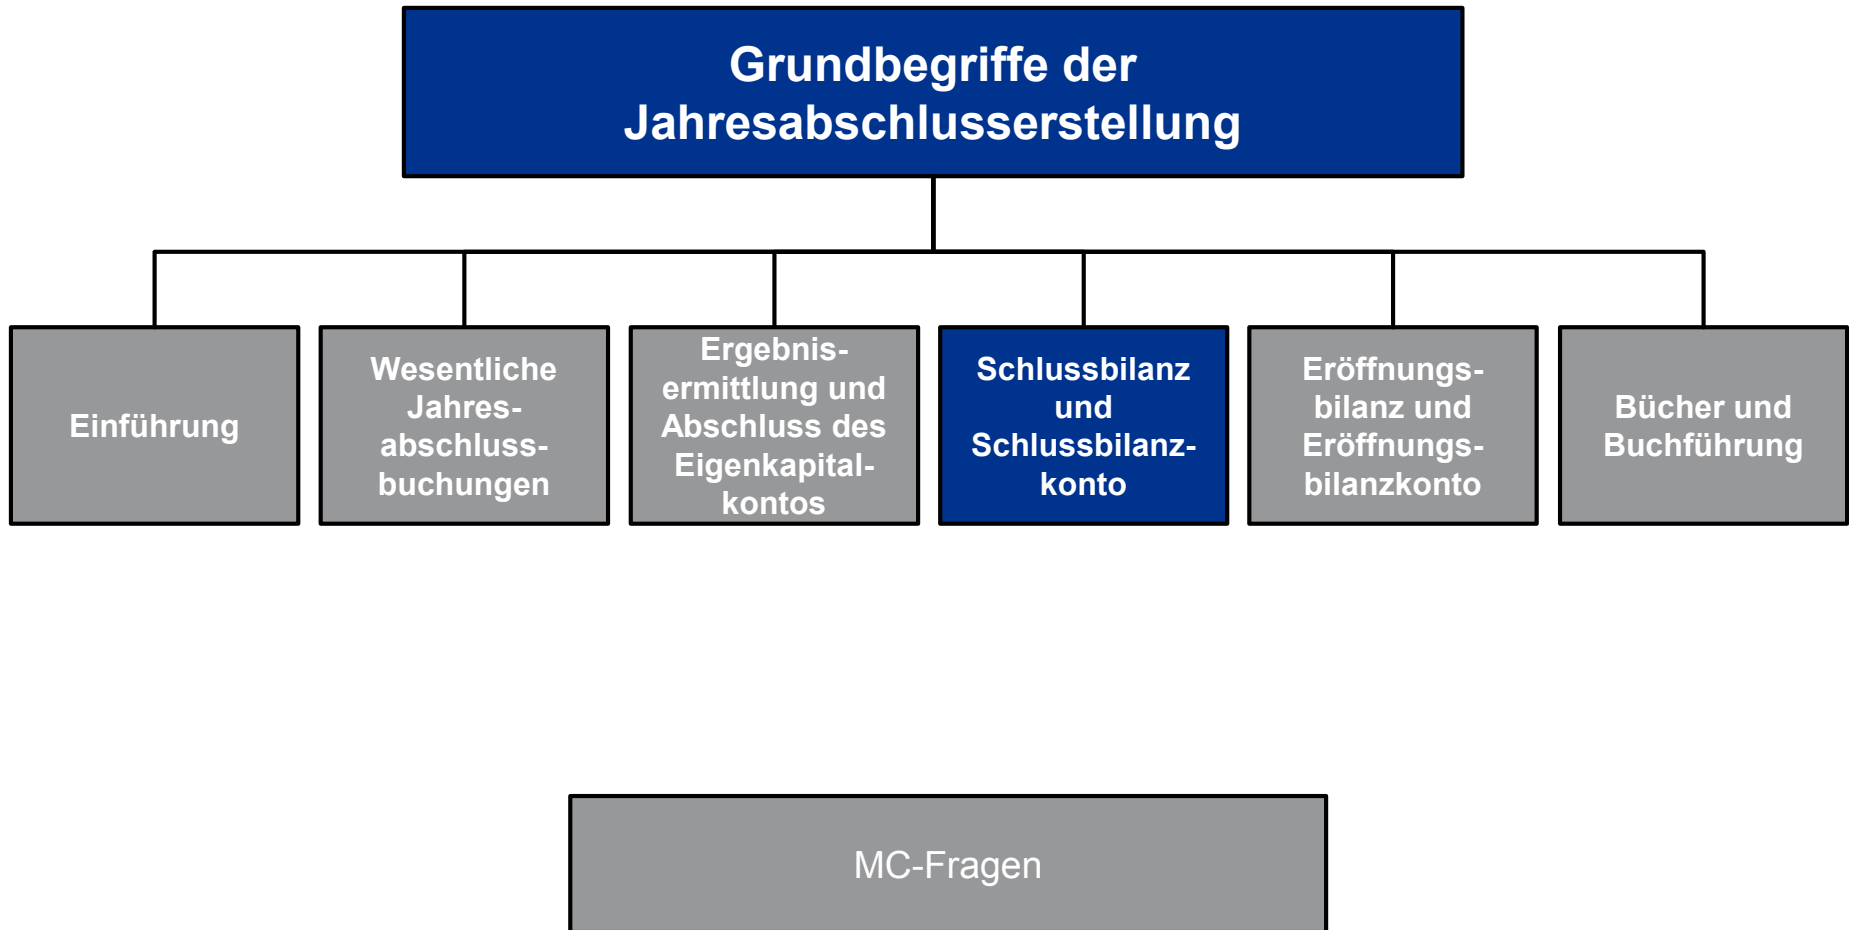 Grundbegriffe der
Jahresabschlusserstellung
Einführung
Wesentliche
Jahres-
abschluss-
buchungen
Ergebnis-
ermittlung und
Abschluss des
Eigenkapital-
kontos
Schlussbilanz
und
Schlussbilanz-
konto
Eröffnungs-
bilanz und
Eröffnungs-
bilanzkonto
Bücher und
Buchführung
MC-Fragen